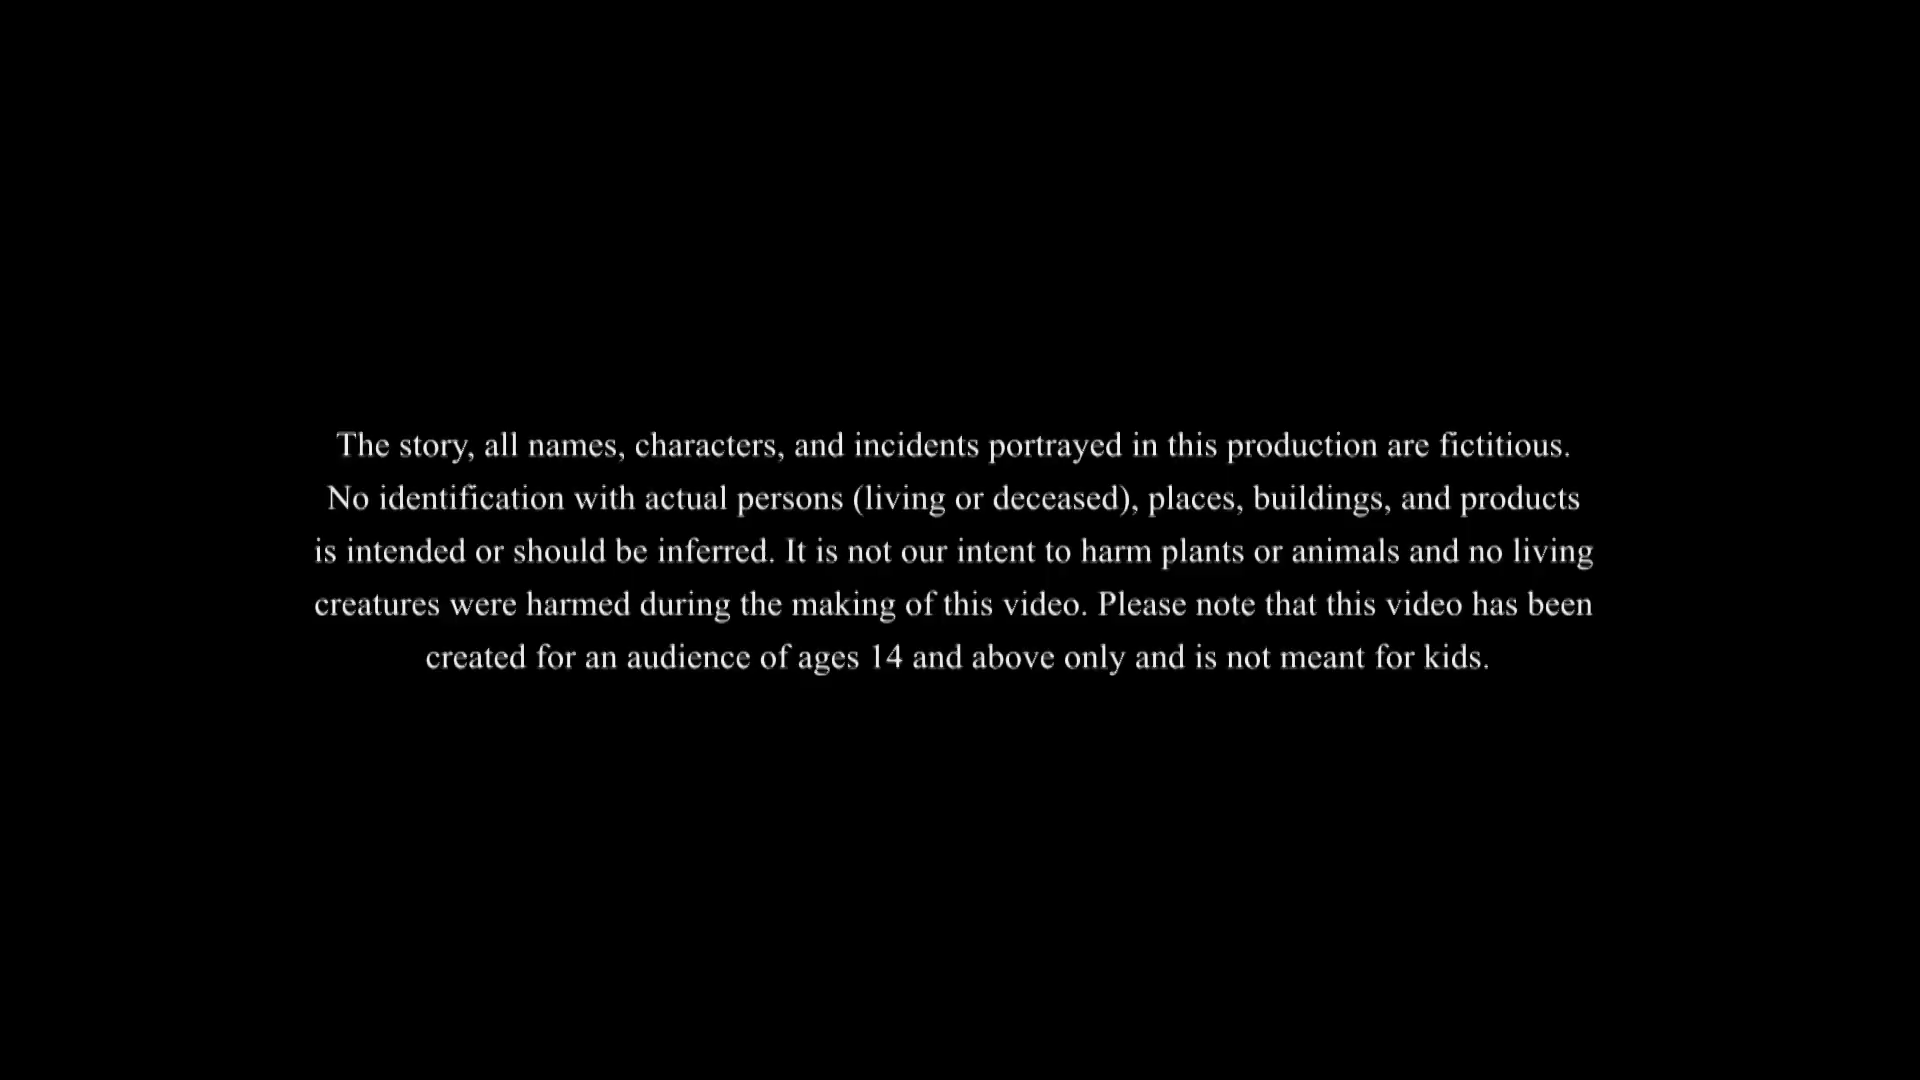 The story, all names, characters, and incidents portrayed in this production are fictitious.
No identification with actual persons (living or deceased), places, buildings, and products
is intended or should be inferred. It is not our intent to harm plants or animals and no living
creatures were harmed during the making of this video. Please note that this video has been
created for an audience of ages 14 and above only and is not meant for kids.